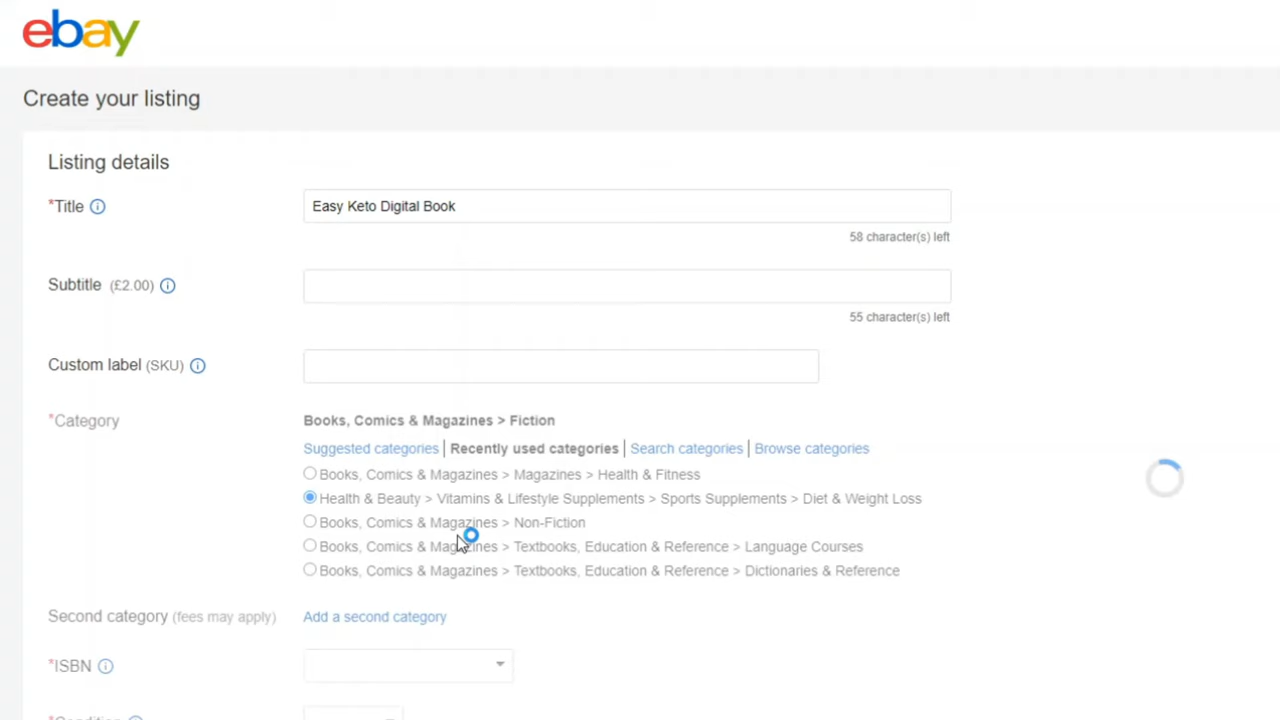 ebay
Create your listing
Listing details
*Title
Easy Keto Digital Book
58 character(s) left
Subtitle (£2.00)
55 character(s) left
Custom label (SKU)
*Category
Books, Comics & Magazines > Fiction
Suggested categories | Recently used categories | Search categories | Browse categories
Books, Comics & Magazines > Magazines > Health & Fitness
Health & Beauty > Vitamins & Lifestyle Supplements > Sports Supplements > Diet & Weight Loss
Books, Comics & Magazines > Non-Fiction
Books, Comics & Magazines > Textbooks, Education & Reference > Language Courses
Books, Comics & Magazines > Textbooks, Education & Reference > Dictionaries & Reference
Second category (fees may apply)
Add a second category
*ISBN